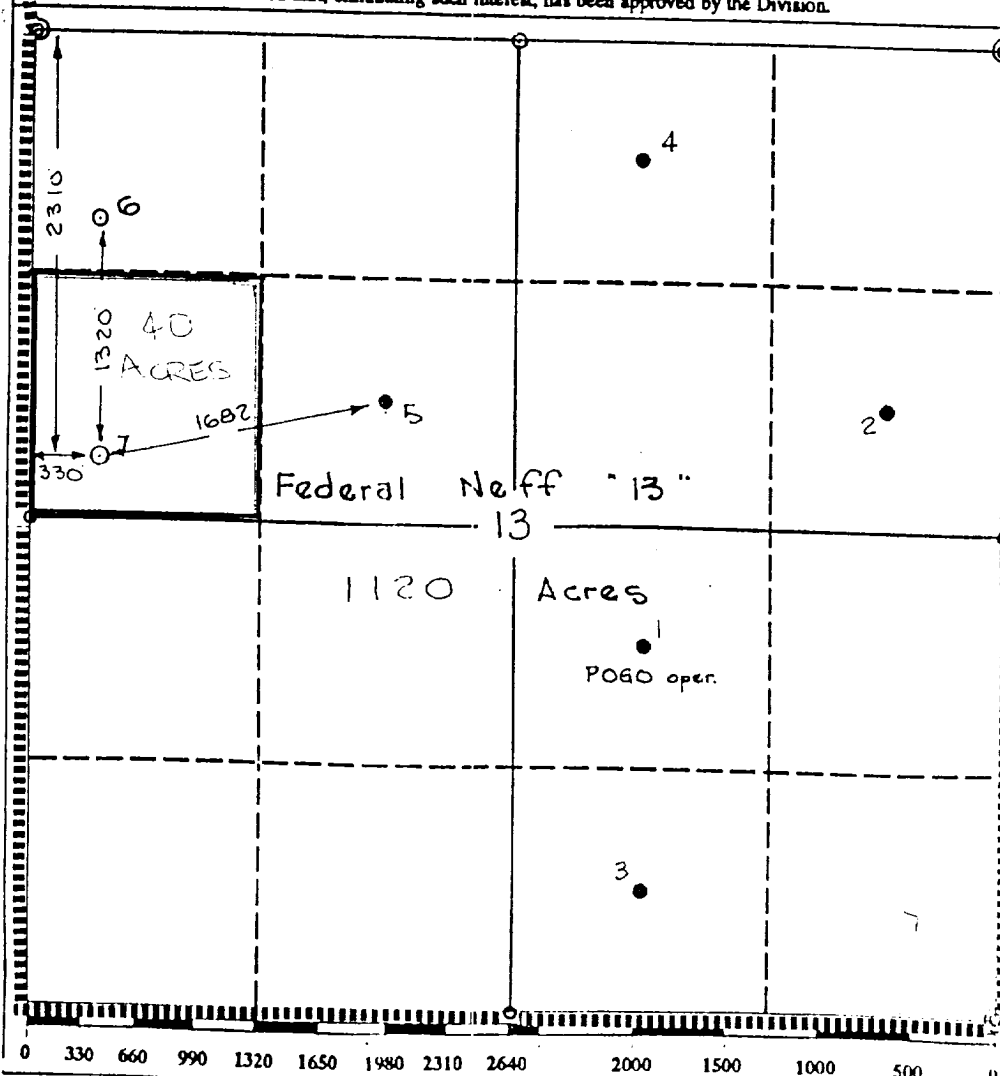 has been approved by the Division.
4
6
2310'
40
ACRES
1320
1682
5
2
7
330'
Federal Neff "13"
13
1120 Acres
1
POGO oper.
3
0 330 660 990 1320 1650 1980 2310 2640 2000 1500 1000 500 0